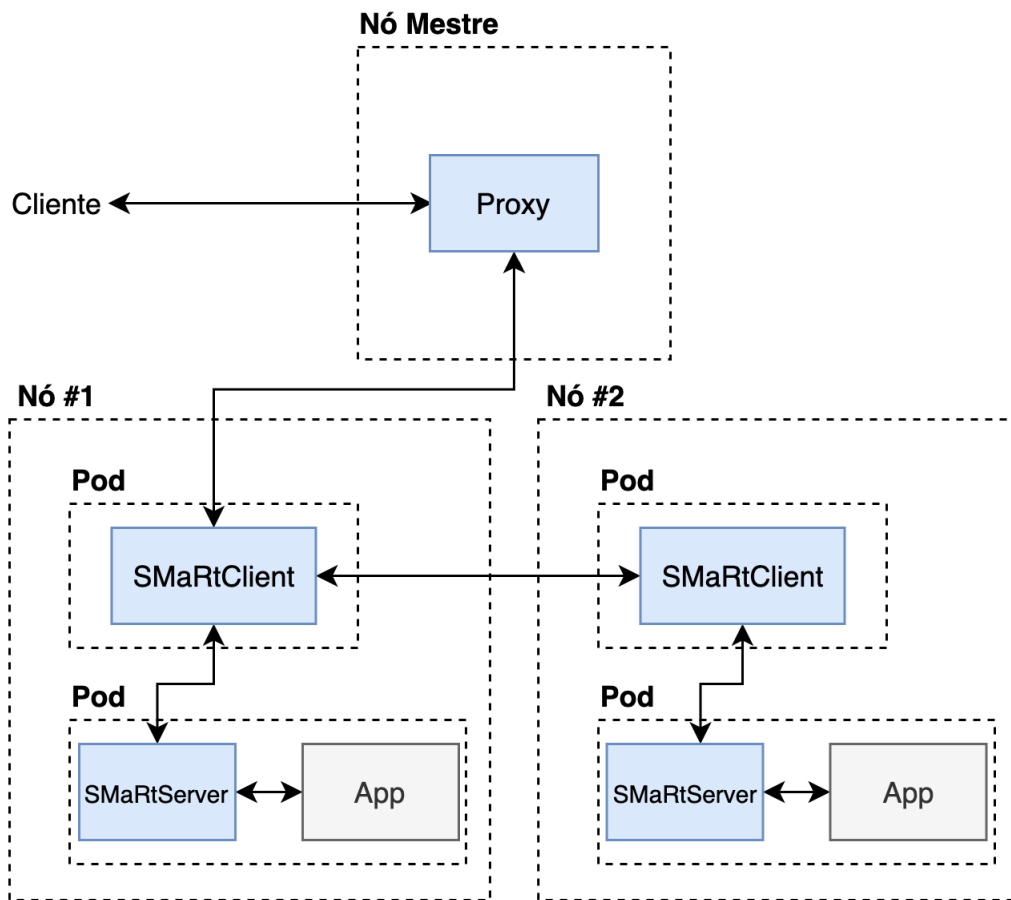 Nó Mestre
Cliente
Proxy
Nó #1
Nó #2
Pod
Pod
SMaRtClient
SMaRtClient
Pod
Pod
SMaRtServer
App
SMaRtServer
App